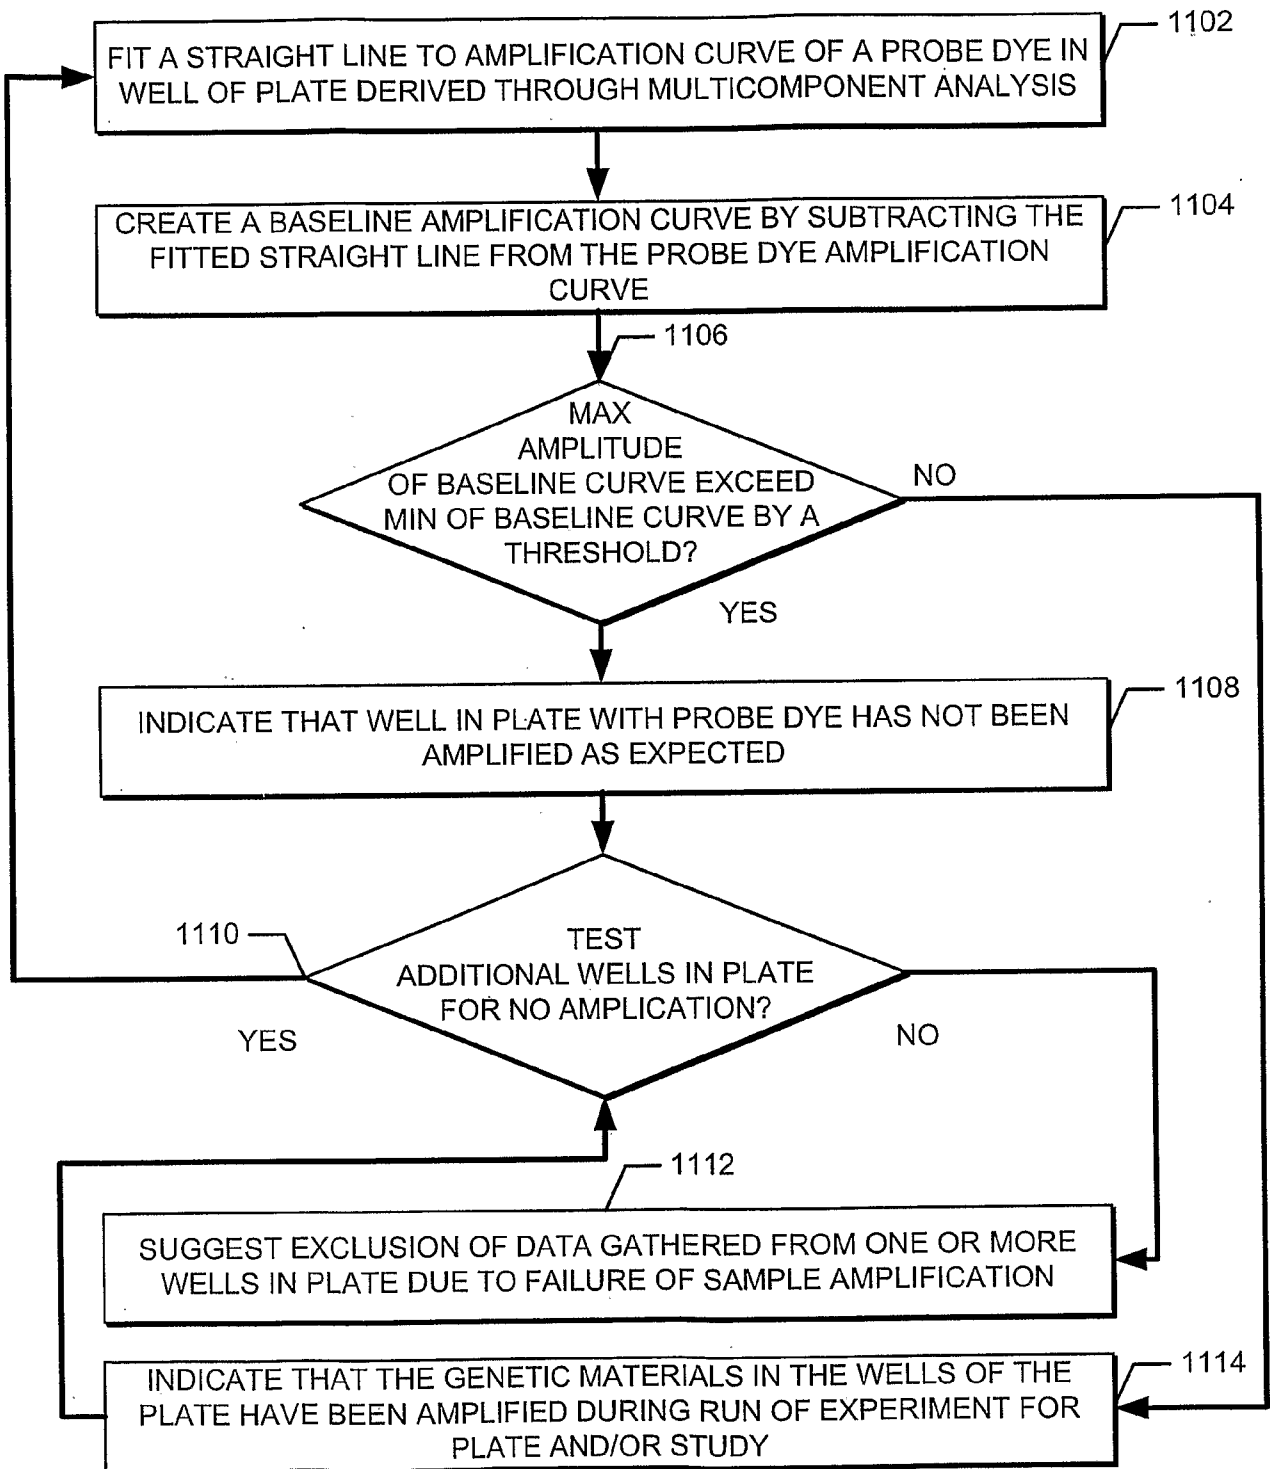 1102
FIT A STRAIGHT LINE TO AMPLIFICATION CURVE OF A PROBE DYE IN
WELL OF PLATE DERIVED THROUGH MULTICOMPONENT ANALYSIS
1104
CREATE A BASELINE AMPLIFICATION CURVE BY SUBTRACTING THE
FITTED STRAIGHT LINE FROM THE PROBE DYE AMPLIFICATION
CURVE
1106
MAX
AMPLITUDE
OF BASELINE CURVE EXCEED
MIN OF BASELINE CURVE BY A
THRESHOLD?
NO
YES
1108
INDICATE THAT WELL IN PLATE WITH PROBE DYE HAS NOT BEEN
AMPLIFIED AS EXPECTED
1110
TEST
ADDITIONAL WELLS IN PLATE
FOR NO AMPLICATION?
YES
NO
1112
SUGGEST EXCLUSION OF DATA GATHERED FROM ONE OR MORE
WELLS IN PLATE DUE TO FAILURE OF SAMPLE AMPLIFICATION
1114
INDICATE THAT THE GENETIC MATERIALS IN THE WELLS OF THE
PLATE HAVE BEEN AMPLIFIED DURING RUN OF EXPERIMENT FOR
PLATE AND/OR STUDY